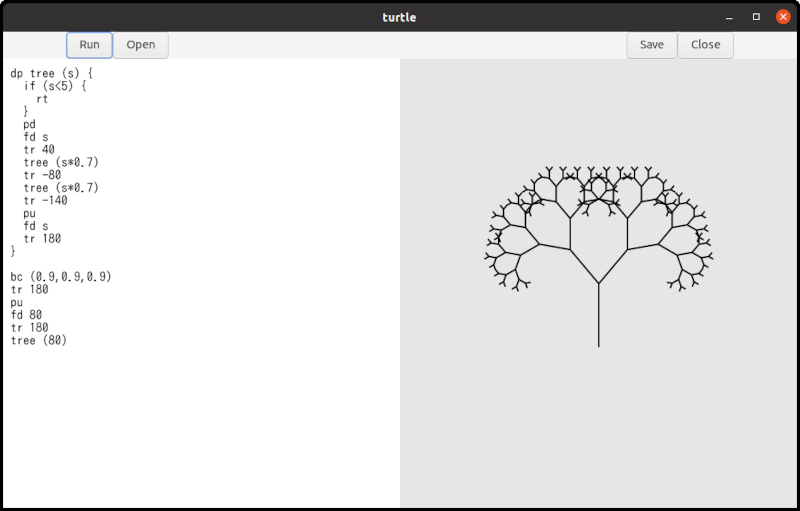 turtle
Run Open Save Close
dp tree (s) {
  if (s<5) {
    rt
  }
  pd
  fd s
  tr 40
  tree (s*0.7)
  tr -80
  tree (s*0.7)
  tr -140
  pu
  fd s
  tr 180
}

bc (0.9,0.9,0.9)
tr 180
pu
fd 80
tr 180
tree (80)